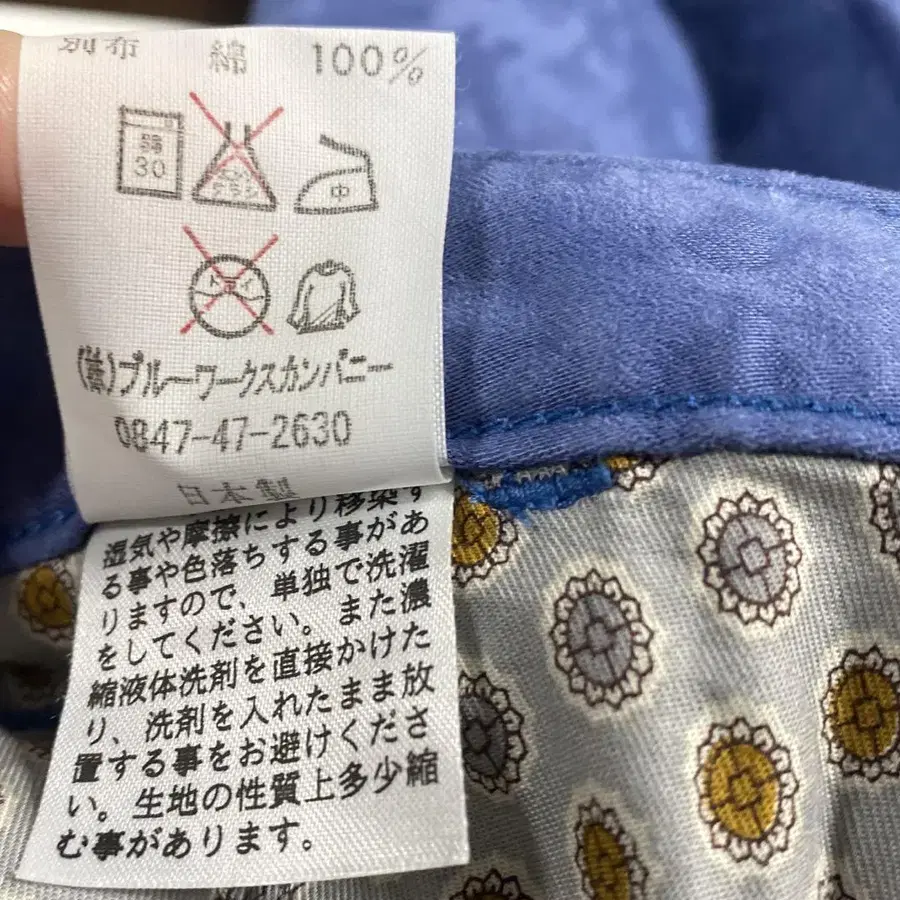 別布 綿 100%
弱
30
エンソ
サラシ
中
ドライ
(株)ブルーワークスカンパニー
0847-47-2630
日本製
湿気や摩擦により移染す
る事や色落ちする事があ
りますので、単独で洗濯
をしてください。また濃
縮液体洗剤を直接かけた
り、洗剤を入れたまま放
置する事をお避けくださ
い。生地の性質上多少縮
む事があります。